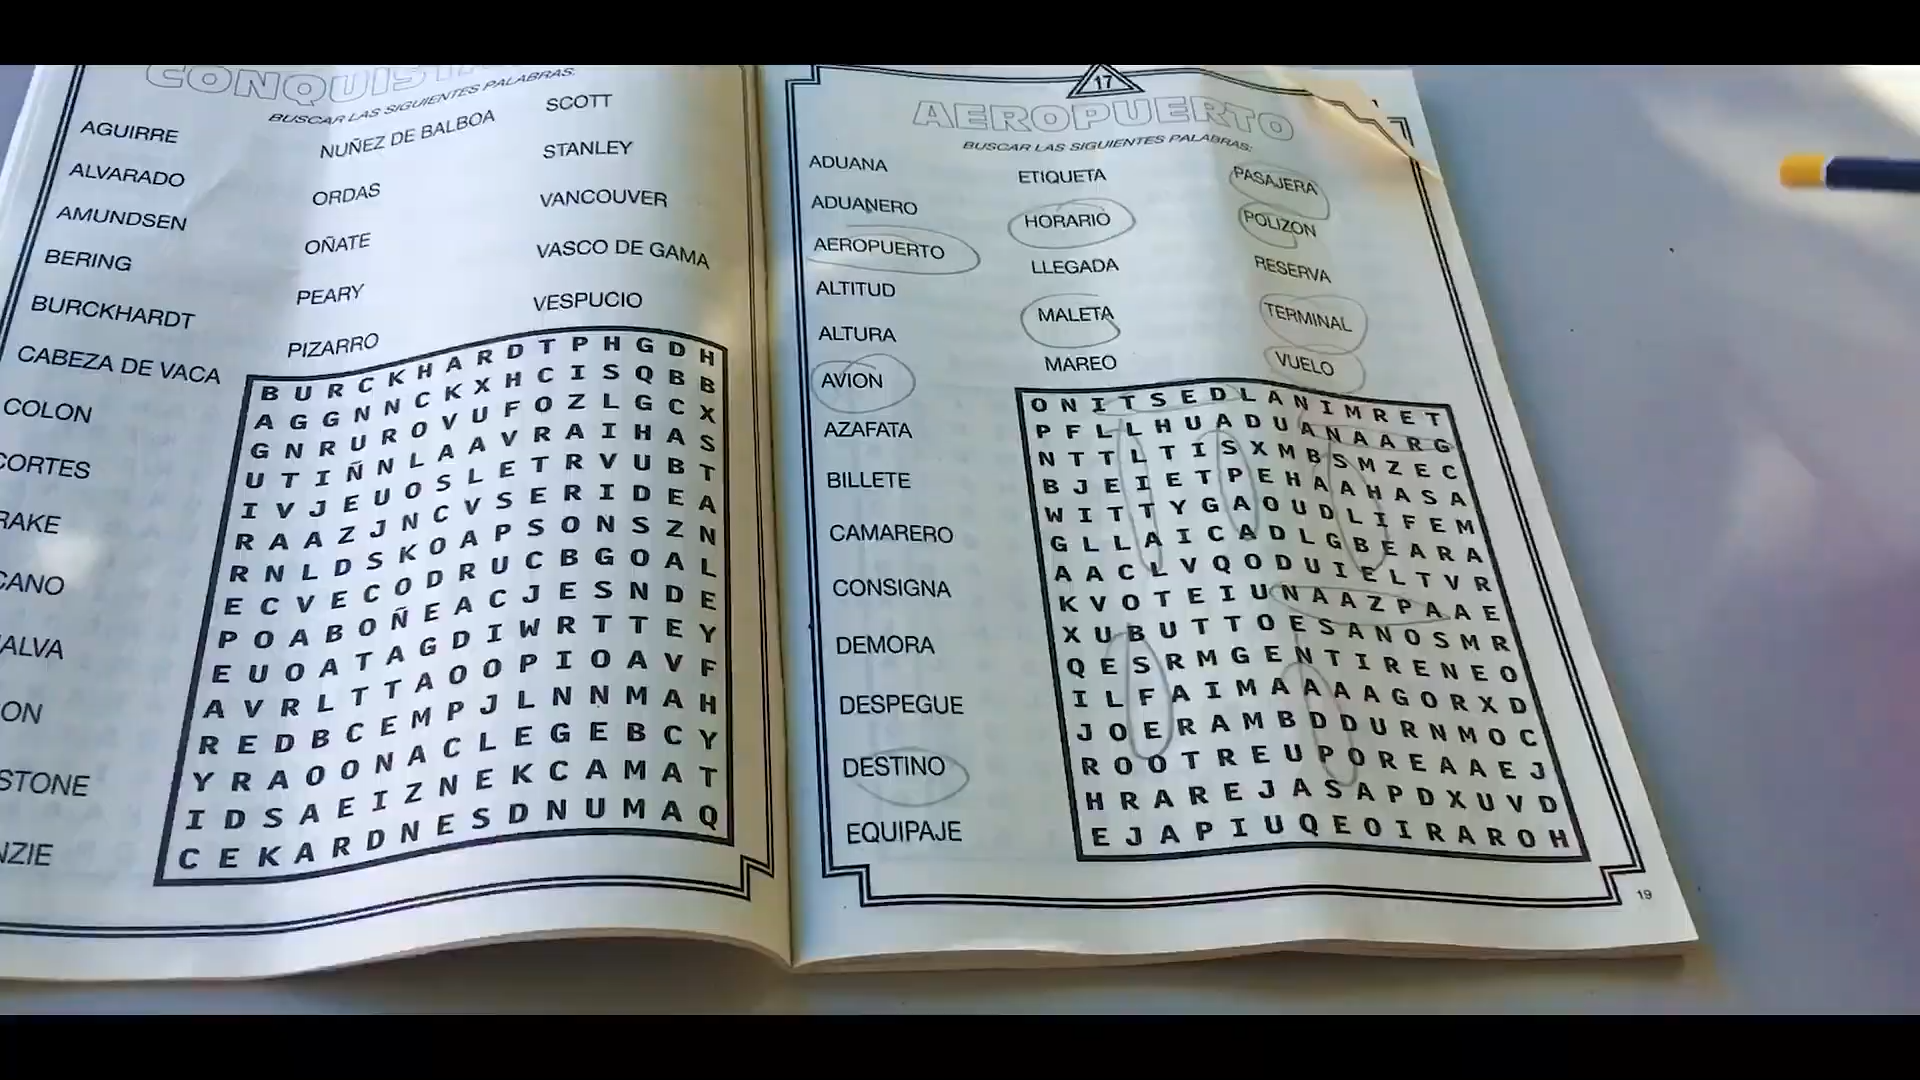 BUSCAR LAS SIGUIENTES PALABRAS:
AGUIRRE
ALVARADO
AMUNDSEN
BERING
BURCKHARDT
CABEZA DE VACA
COLON
NUÑEZ DE BALBOA
ORDAS
OÑATE
PEARY
PIZARRO
SCOTT
STANLEY
VANCOUVER
VASCO DE GAMA
VESPUCIO
B U R C K H A R D T P H G D H
A G G N N C K X H C I S Q B B
G N R U R O V U F O Z L G C X
U T I Ñ N L A A V R A I H A S
I V J E U O S L E T R V U B T
R A A Z J N C V S E R I D E A
R N L D S K O A P S O N S Z N
E C V E C O D R U C B G O A L
P O A B O Ñ E A C J E S N D E
E U O A T A G D I W R T T E Y
A V R L T T A O O P I O A V F
R E D B C E M P J L N N M A H
Y R A O O N A C L E G E B C Y
I D S A E I Z N E K C A M A T
C E K A R D N E S D N U M A Q
17
AEROPUERTO
BUSCAR LAS SIGUIENTES PALABRAS:
ADUANA
ADUANERO
AEROPUERTO
ALTITUD
ALTURA
AVION
AZAFATA
BILLETE
CAMARERO
CONSIGNA
DEMORA
DESPEGUE
DESTINO
EQUIPAJE
ETIQUETA
HORARIO
LLEGADA
MALETA
MAREO
PASAJERA
POLIZON
RESERVA
TERMINAL
VUELO
O N I T S E D L A N I M R E T
P F L L H U A D U A N A A R G
N T T L T I S X M B S M Z E C
B J E I E T P E H A A H A S A
W I T T Y G A O U D L I F E M
G L L A I C A D L G B E A R A
A A C L V Q O D U I E L T V R
K V O T E I U N A A Z P A A E
X U B U T T O E S A N O S M R
Q E S R M G E N T I R E N E O
I L F A I M A A A A G O R X D
J O E R A M B D D U R N M O C
R O O T R E U P O R E A A E J
H R A R E J A S A P D X U V D
E J A P I U Q E O I R A R O H
19